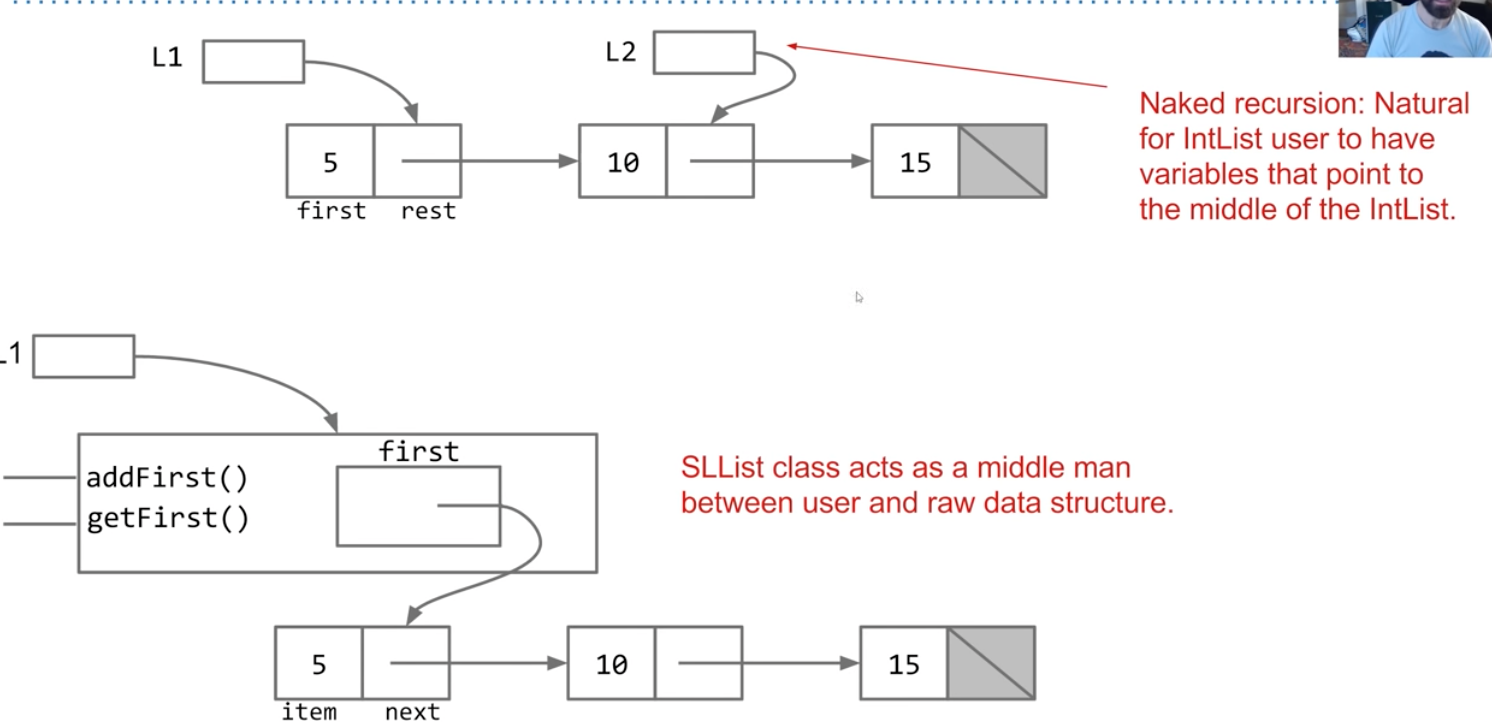 L1
L2
Naked recursion: Natural
for IntList user to have
variables that point to
the middle of the IntList.
5
10
15
first rest
L1
first
addFirst()
getFirst()
SLList class acts as a middle man
between user and raw data structure.
5
10
15
item next